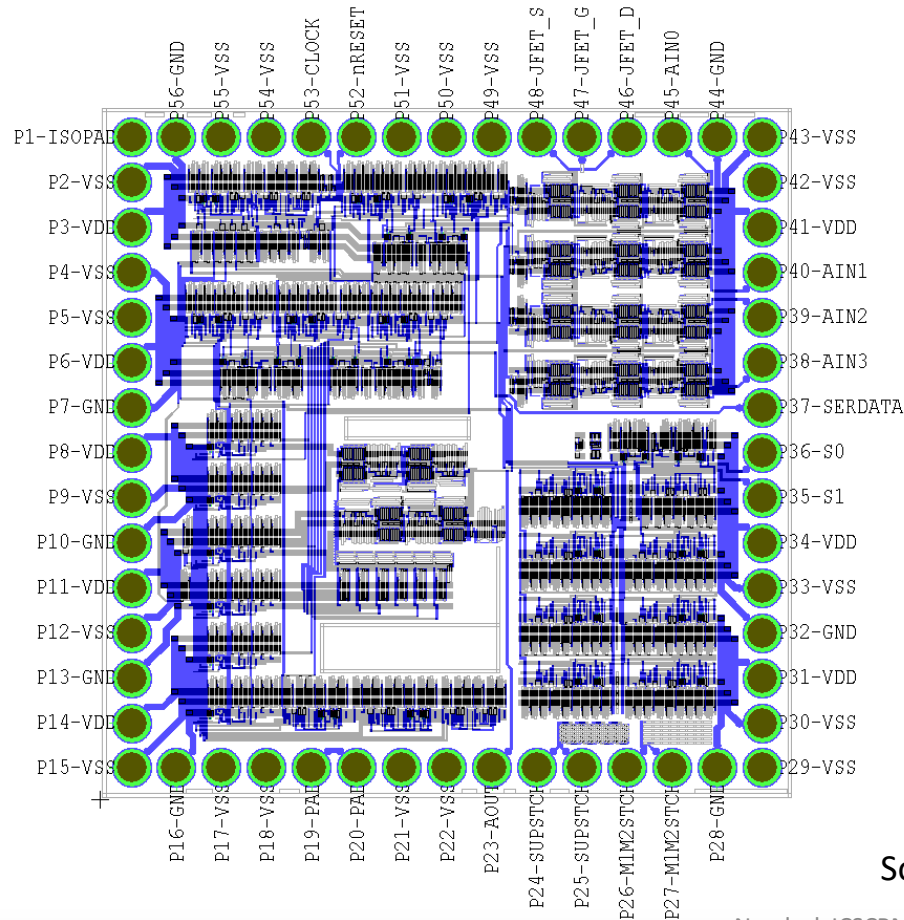 P56-GND
P55-VSS
P54-VSS
P53-CLOCK
P52-nRESET
P51-VSS
P50-VSS
P49-VSS
P48-JFET_S
P47-JFET_G
P46-JFET_D
P45-AIN0
P44-GND
P1-ISOPAD
P43-VSS
P2-VSS
P42-VSS
P3-VDD
P41-VDD
P4-VSS
P40-AIN1
P5-VSS
P39-AIN2
P6-VDD
P38-AIN3
P7-GND
P37-SERDATA
P8-VDD
P36-S0
P9-VSS
P35-S1
P10-GND
P34-VDD
P11-VDD
P33-VSS
P12-VSS
P32-GND
P13-GND
P31-VDD
P14-VDD
P30-VSS
P15-VSS
P29-VSS
P16-GND
P17-VSS
P18-VSS
P19-PAD
P20-PAD
P21-VSS
P22-VSS
P23-AOUT
P24-SUPSTCH
P25-SUPSTCH
P26-M1M2STCH
P27-M1M2STCH
P28-GND